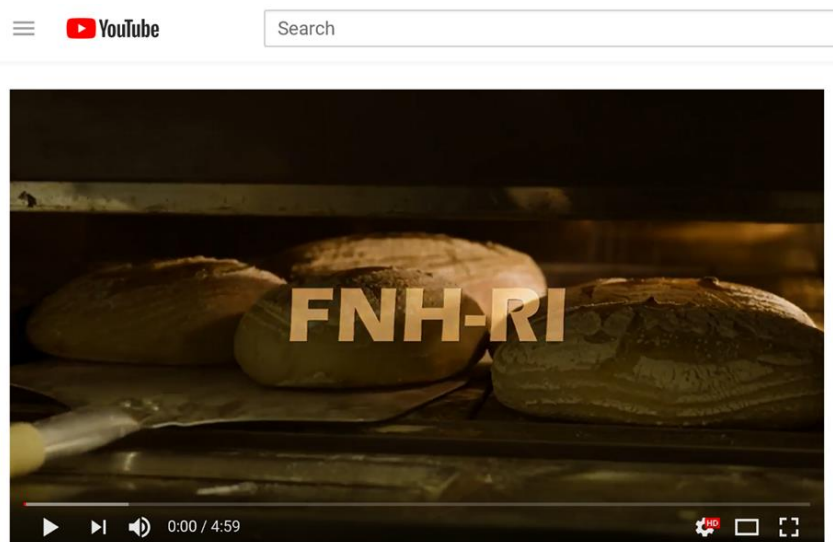 YouTube
Search
FNH-RI
0:00 / 4:59
HD